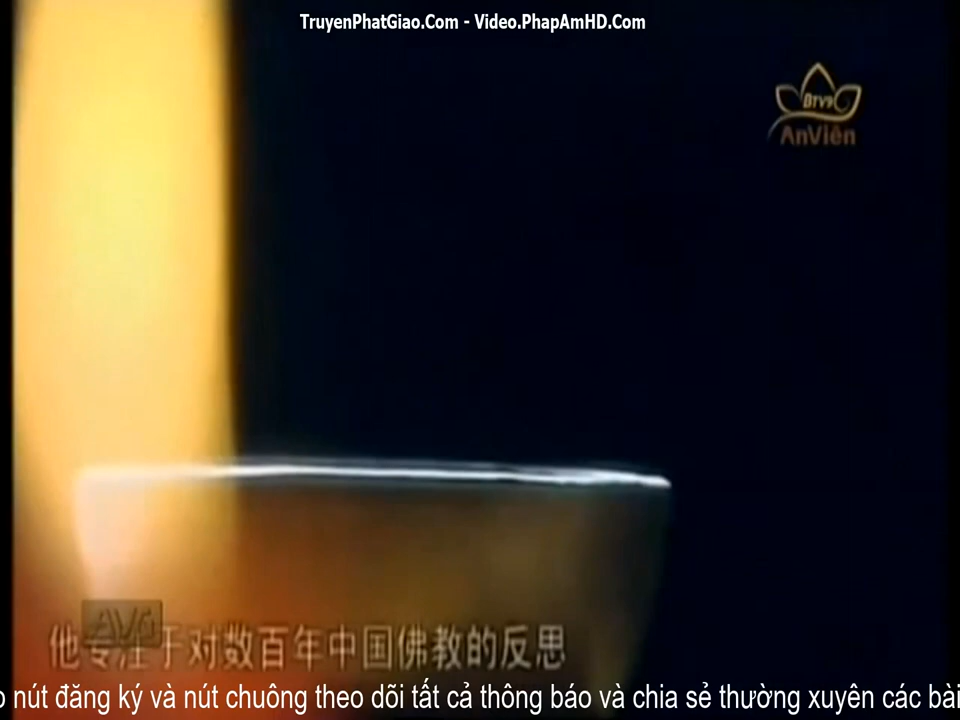 TruyenPhatGiao.Com - Video.PhapAmHD.Com
BTV9
AnViên
AVG
他专注于对数百年中国佛教的反思
nút đăng ký và nút chuông theo dõi tất cả thông báo và chia sẻ thường xuyên các bài